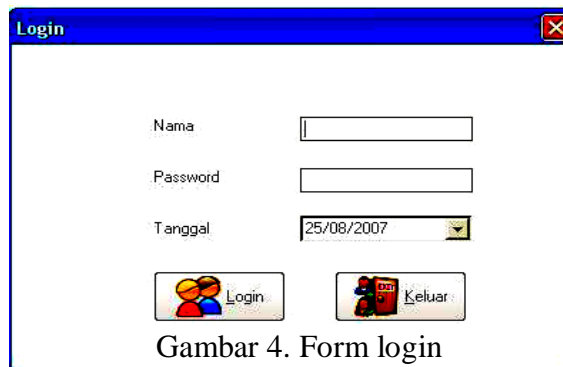 Login
Nama
Password
Tanggal 25/08/2007
Login Keluar
Gambar 4. Form login